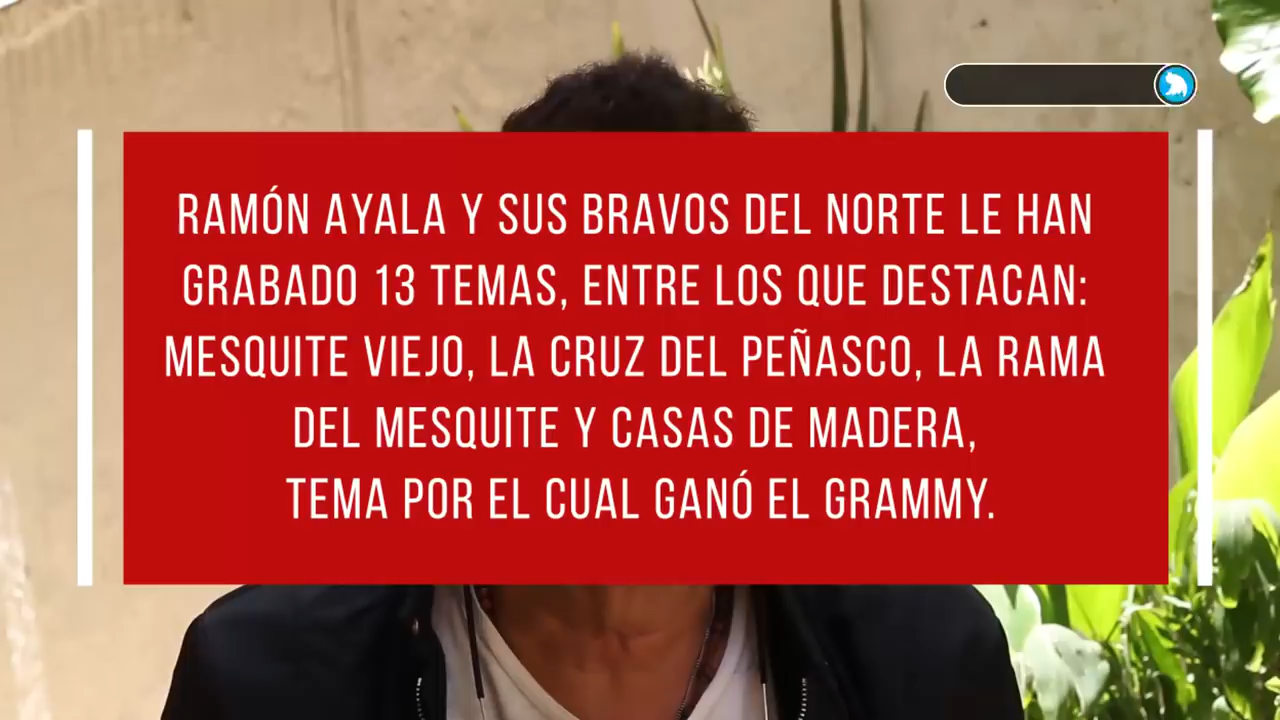 RAMÓN AYALA Y SUS BRAVOS DEL NORTE LE HAN
GRABADO 13 TEMAS, ENTRE LOS QUE DESTACAN:
MESQUITE VIEJO, LA CRUZ DEL PEÑASCO, LA RAMA
DEL MESQUITE Y CASAS DE MADERA,
TEMA POR EL CUAL GANÓ EL GRAMMY.